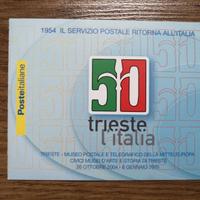 1954 IL SERVIZIO POSTALE RITORNA ALL'ITALIA
Posteitaliane
50
trieste
l'italia
TRIESTE - MUSEO POSTALE E TELEGRAFICO DELLA MITTELEUROPA
CIVICI MUSEI D'ARTE E STORIA DI TRIESTE
26 OTTOBRE 2004 / 6 GENNAIO 2005